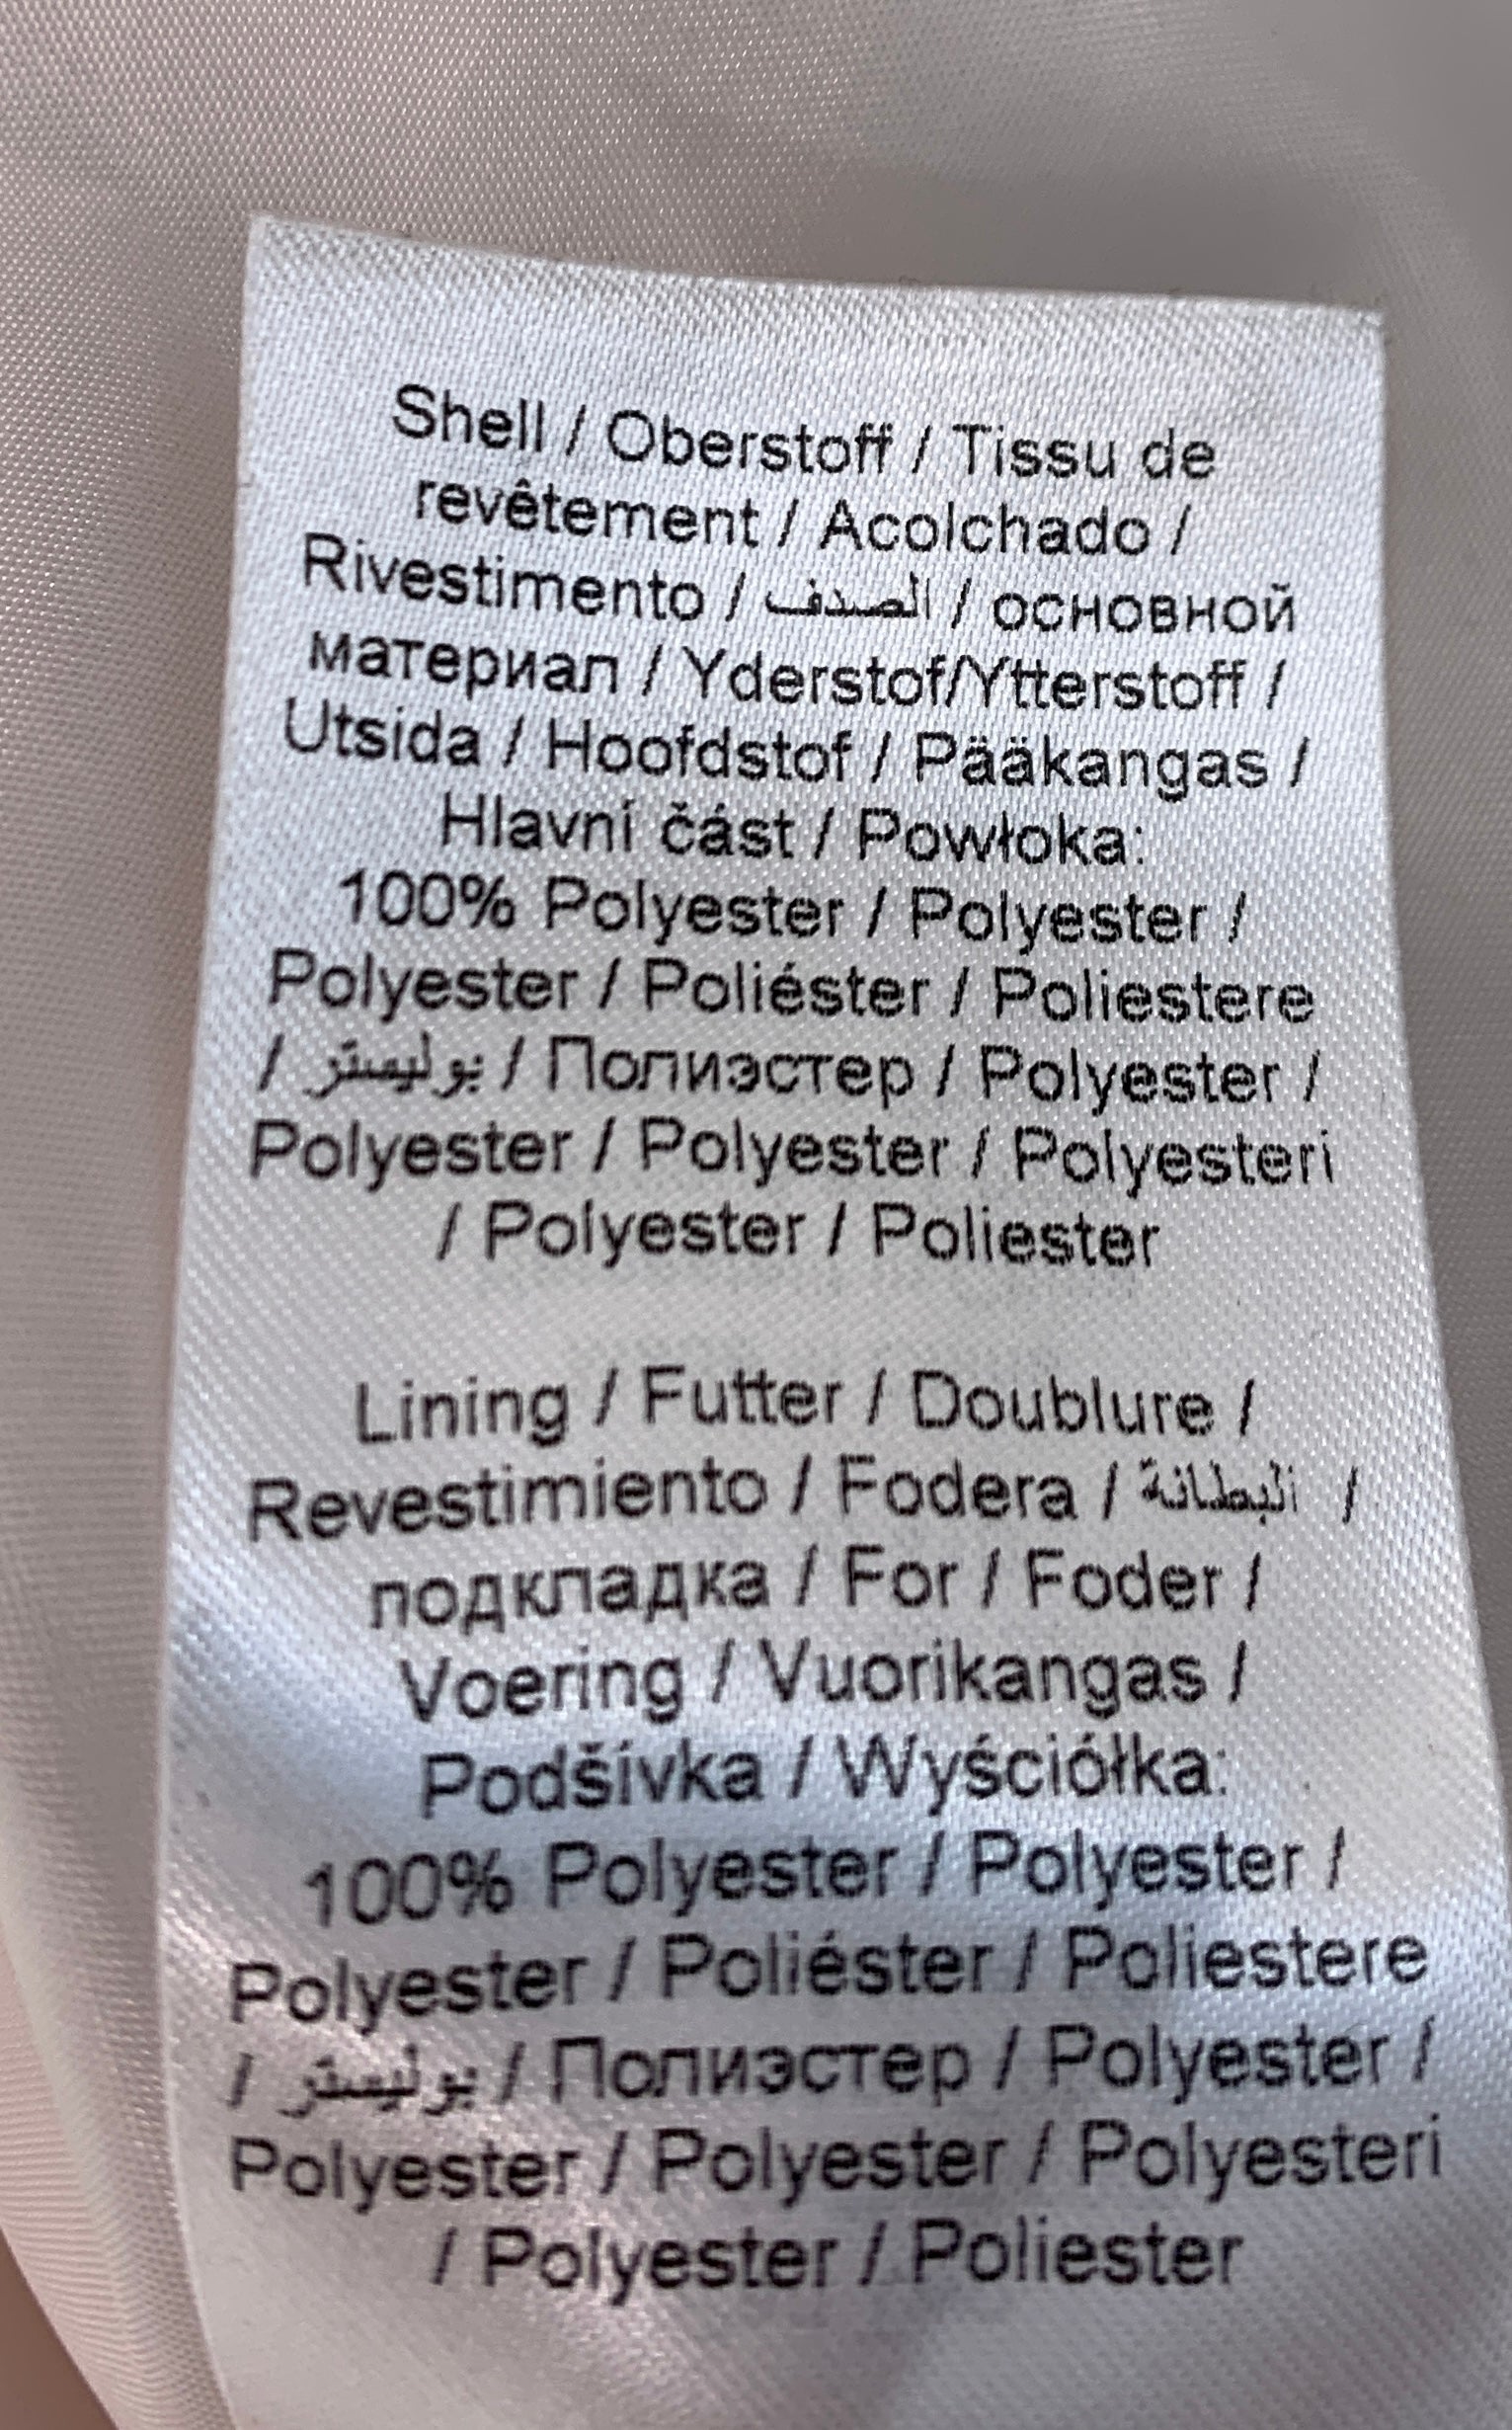 Shell / Oberstoff / Tissu de
revêtement / Acolchado /
Rivestimento / الصدف / основной
материал / Yderstof/Ytterstoff /
Utsida / Hoofdstof / Pääkangas /
Hlavní část / Powłoka:
100% Polyester / Polyester /
Polyester / Poliéster / Poliestere
/ بوليستر / Полиэстер / Polyester /
Polyester / Polyester / Polyesteri
/ Polyester / Poliester
Lining / Futter / Doublure /
Revestimiento / Fodera / البطانة /
подкладка / For / Foder /
Voering / Vuorikangas /
Podšívka / Wyściółka:
100% Polyester / Polyester /
Polyester / Poliéster / Poliestere
/ بوليستر / Полиэстер / Polyester /
Polyester / Polyester / Polyesteri
/ Polyester / Poliester